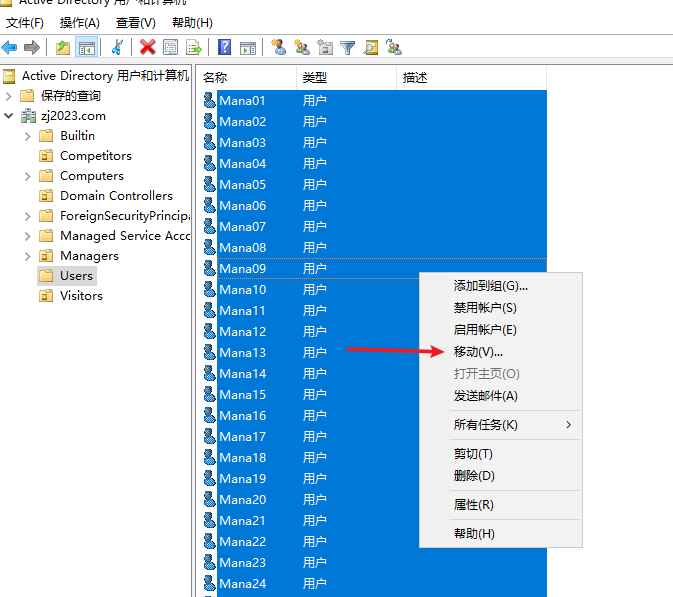 Active Directory 用户和计算机
文件(F) 操作(A) 查看(V) 帮助(H)
Active Directory 用户和计算机
保存的查询
zj2023.com
Builtin
Competitors
Computers
Domain Controllers
ForeignSecurityPrincipa
Managed Service Acco
Managers
Users
Visitors
名称 类型 描述
Mana01 用户
Mana02 用户
Mana03 用户
Mana04 用户
Mana05 用户
Mana06 用户
Mana07 用户
Mana08 用户
Mana09 用户
Mana10 用户
Mana11 用户
Mana12 用户
Mana13 用户
Mana14 用户
Mana15 用户
Mana16 用户
Mana17 用户
Mana18 用户
Mana19 用户
Mana20 用户
Mana21 用户
Mana22 用户
Mana23 用户
Mana24 用户
添加到组(G)...
禁用帐户(S)
启用帐户(E)
移动(V)...
打开主页(O)
发送邮件(A)
所有任务(K)
剪切(T)
删除(D)
属性(R)
帮助(H)